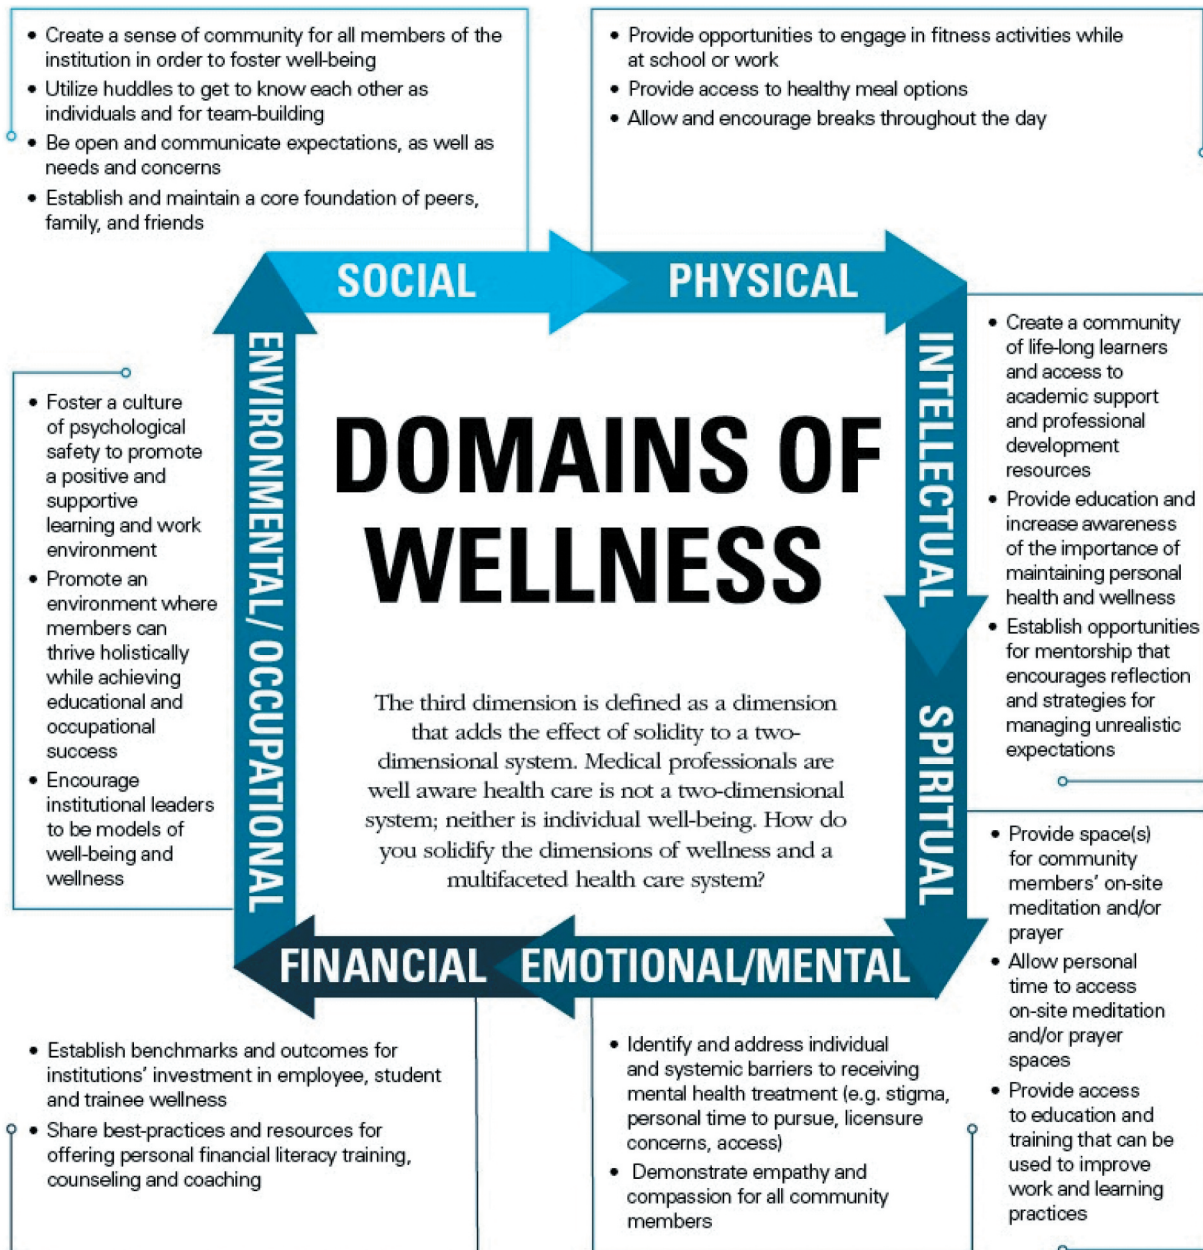 • Create a sense of community for all members of the
institution in order to foster well-being
• Utilize huddles to get to know each other as
individuals and for team-building
• Be open and communicate expectations, as well as
needs and concerns
• Establish and maintain a core foundation of peers,
family, and friends
• Provide opportunities to engage in fitness activities while
at school or work
• Provide access to healthy meal options
• Allow and encourage breaks throughout the day
SOCIAL
PHYSICAL
INTELLECTUAL
• Create a community
of life-long learners
and access to
academic support
and professional
development
resources
• Provide education and
increase awareness
of the importance of
maintaining personal
health and wellness
• Establish opportunities
for mentorship that
encourages reflection
and strategies for
managing unrealistic
expectations
SPIRITUAL
• Provide space(s)
for community
members' on-site
meditation and/or
prayer
• Allow personal
time to access
on-site meditation
and/or prayer
spaces
• Provide access
to education and
training that can be
used to improve
work and learning
practices
EMOTIONAL/MENTAL
• Identify and address individual
and systemic barriers to receiving
mental health treatment (e.g. stigma,
personal time to pursue, licensure
concerns, access)
• Demonstrate empathy and
compassion for all community
members
FINANCIAL
• Establish benchmarks and outcomes for
institutions' investment in employee, student
and trainee wellness
• Share best-practices and resources for
offering personal financial literacy training,
counseling and coaching
ENVIRONMENTAL/ OCCUPATIONAL
• Foster a culture
of psychological
safety to promote
a positive and
supportive
learning and work
environment
• Promote an
environment where
members can
thrive holistically
while achieving
educational and
occupational
success
• Encourage
institutional leaders
to be models of
well-being and
wellness
DOMAINS OF
WELLNESS
The third dimension is defined as a dimension
that adds the effect of solidity to a two-
dimensional system. Medical professionals are
well aware health care is not a two-dimensional
system; neither is individual well-being. How do
you solidify the dimensions of wellness and a
multifaceted health care system?